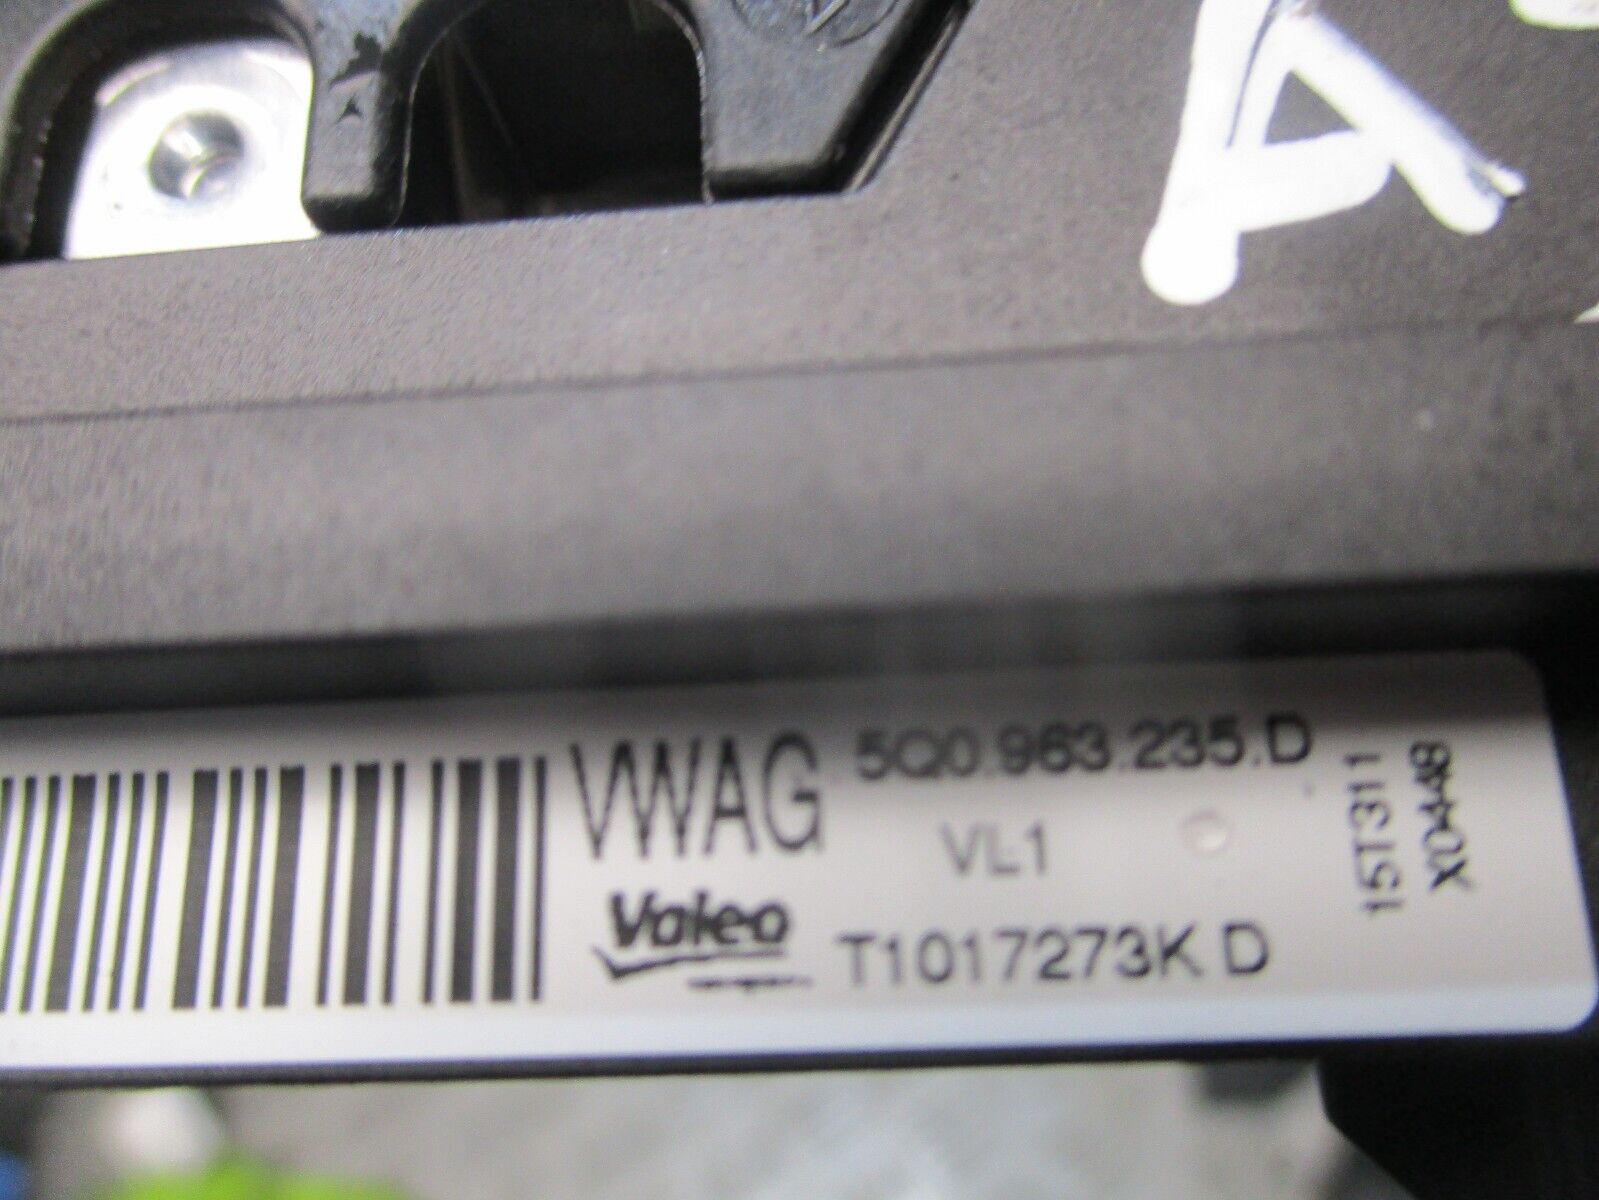 A
VWAG 5Q0.963.235.D
VL1
Valeo T1017273K D
15T311
X0448